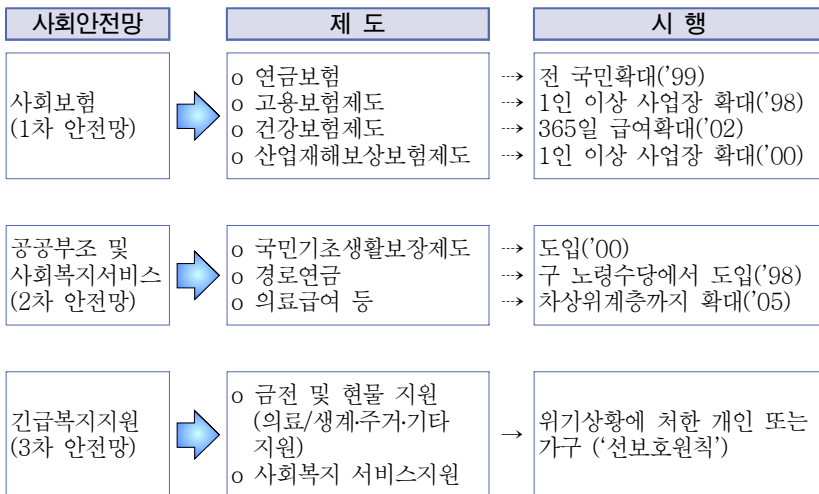 사회안전망 제 도 시 행
사회보험
(1차 안전망)
o 연금보험 ⤍ 전 국민확대('99)
o 고용보험제도 ⤍ 1인 이상 사업장 확대('98)
o 건강보험제도 ⤍ 365일 급여확대('02)
o 산업재해보상보험제도 ⤍ 1인 이상 사업장 확대('00)
공공부조 및
사회복지서비스
(2차 안전망)
o 국민기초생활보장제도 ⤍ 도입('00)
o 경로연금 ⤍ 구 노령수당에서 도입('98)
o 의료급여 등 ⤍ 차상위계층까지 확대('05)
긴급복지지원
(3차 안전망)
o 금전 및 현물 지원
(의료/생계·주거·기타
지원)
o 사회복지 서비스지원
→
위기상황에 처한 개인 또는
가구 ('선보호원칙')